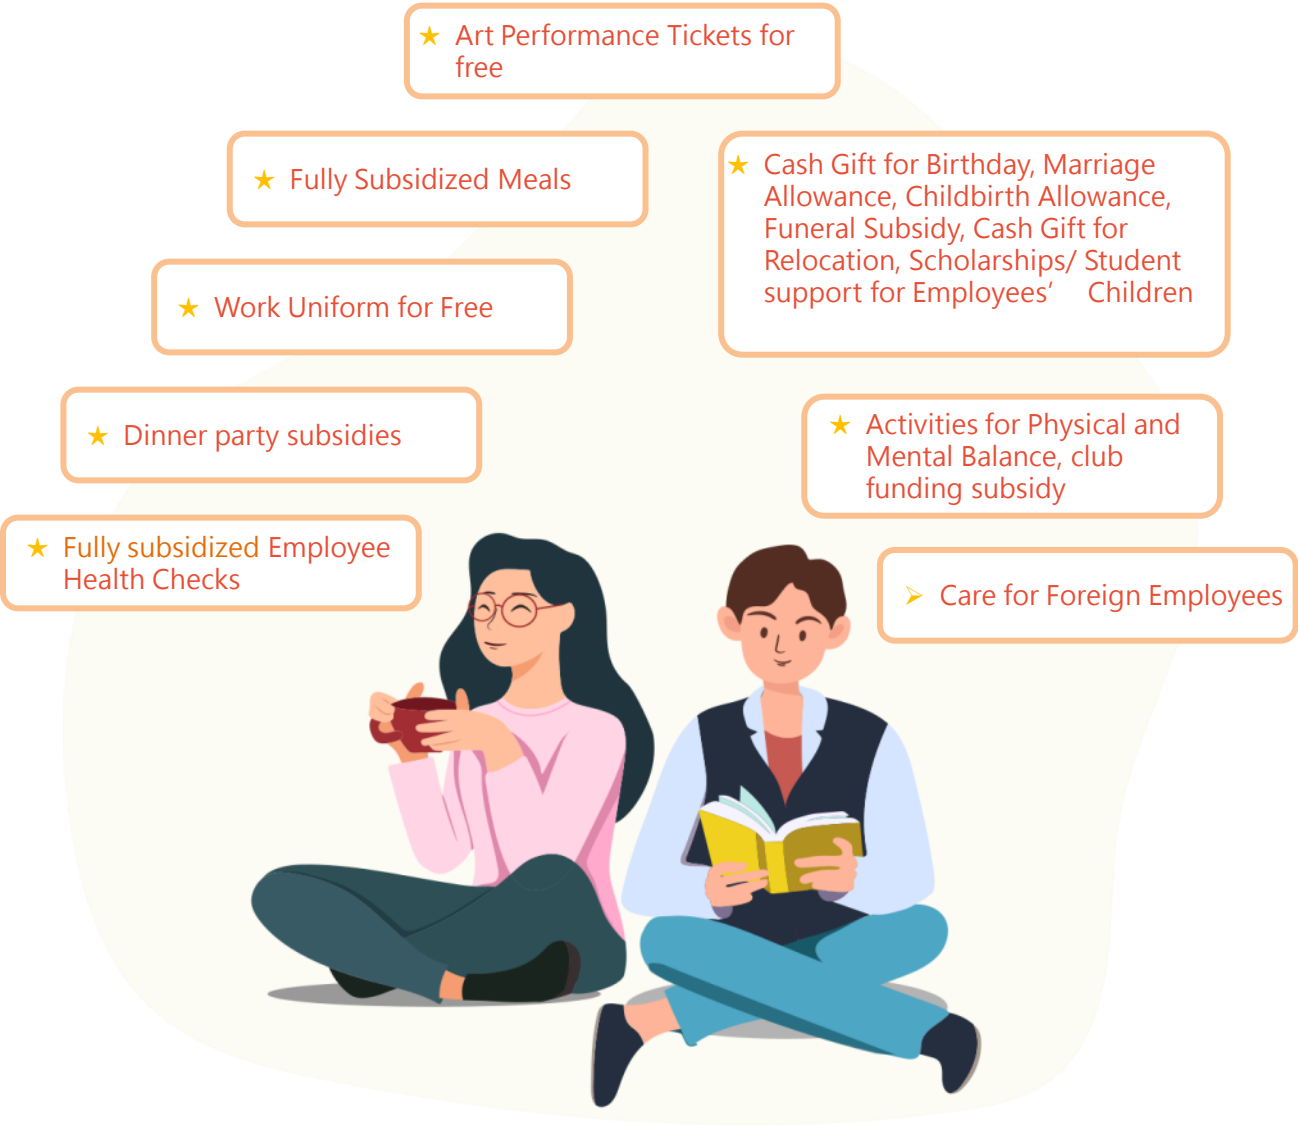 Art Performance Tickets for
free
Fully Subsidized Meals
Cash Gift for Birthday, Marriage
Allowance, Childbirth Allowance,
Funeral Subsidy, Cash Gift for
Relocation, Scholarships/ Student
support for Employees’ Children
Work Uniform for Free
Dinner party subsidies
Activities for Physical and
Mental Balance, club
funding subsidy
Fully subsidized Employee
Health Checks
Care for Foreign Employees